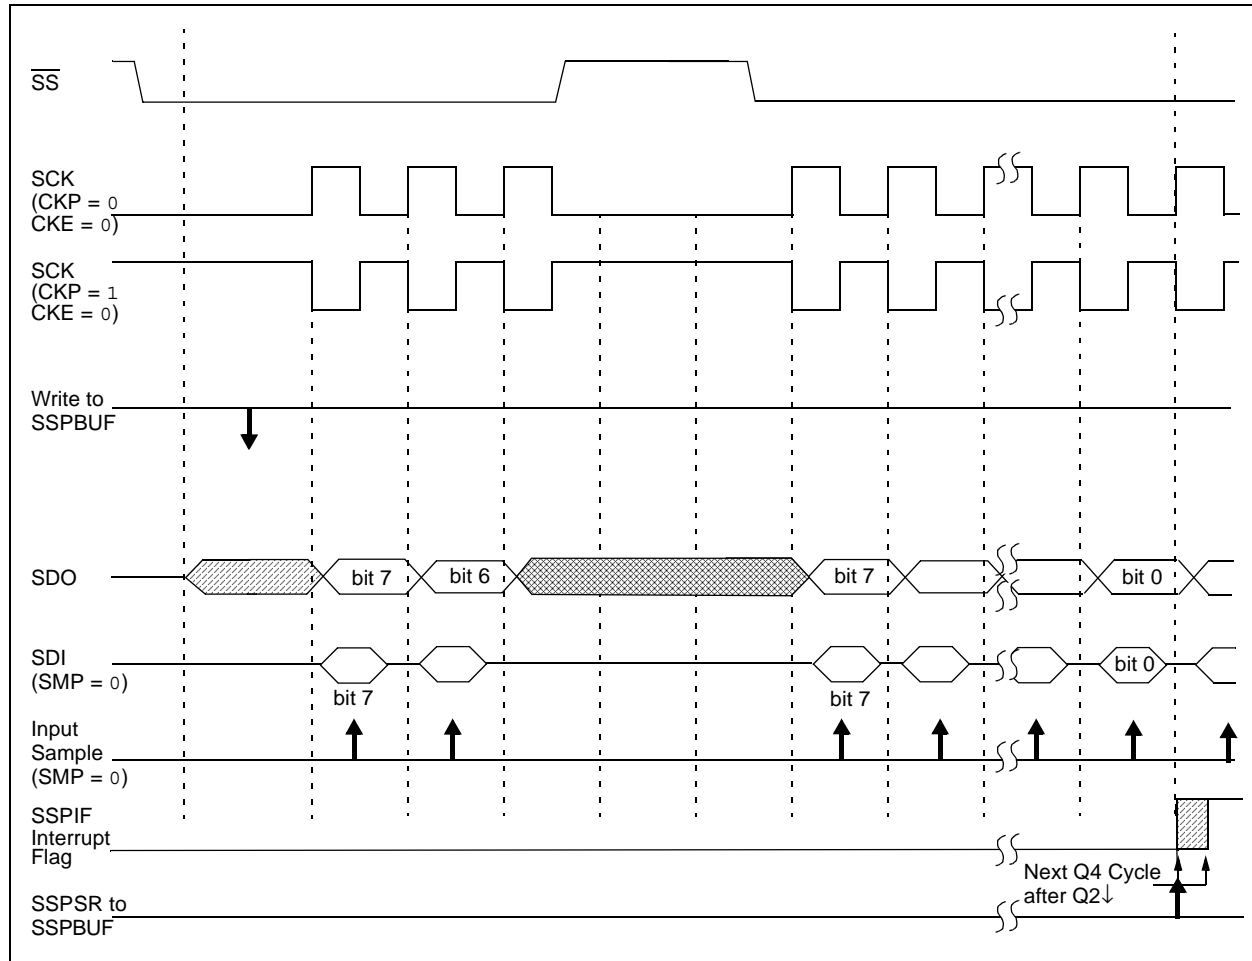 SS
SCK
(CKP = 0
CKE = 0)
SCK
(CKP = 1
CKE = 0)
Write to
SSPBUF
SDO
bit 7
bit 6
bit 7
bit 0
SDI
(SMP = 0)
bit 0
bit 7
bit 7
Input
Sample
(SMP = 0)
SSPIF
Interrupt
Flag
Next Q4 Cycle
after Q2↓
SSPSR to
SSPBUF